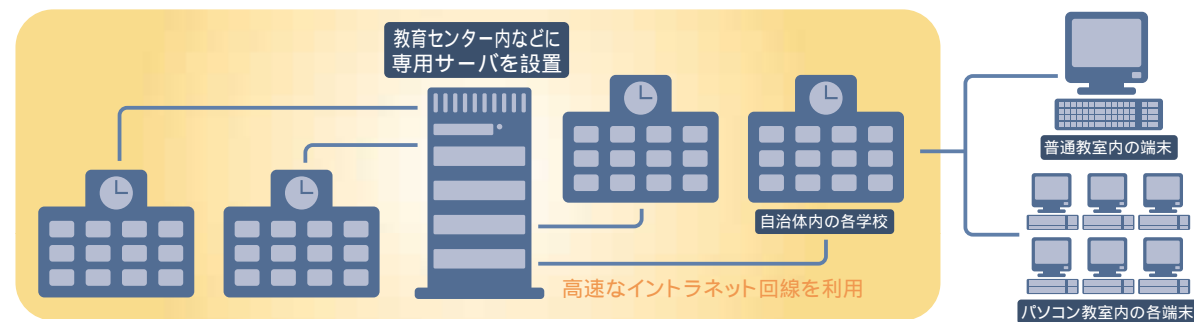 教育センター内などに
専用サーバを設置
普通教室内の端末
自治体内の各学校
高速なイントラネット回線を利用
パソコン教室内の各端末